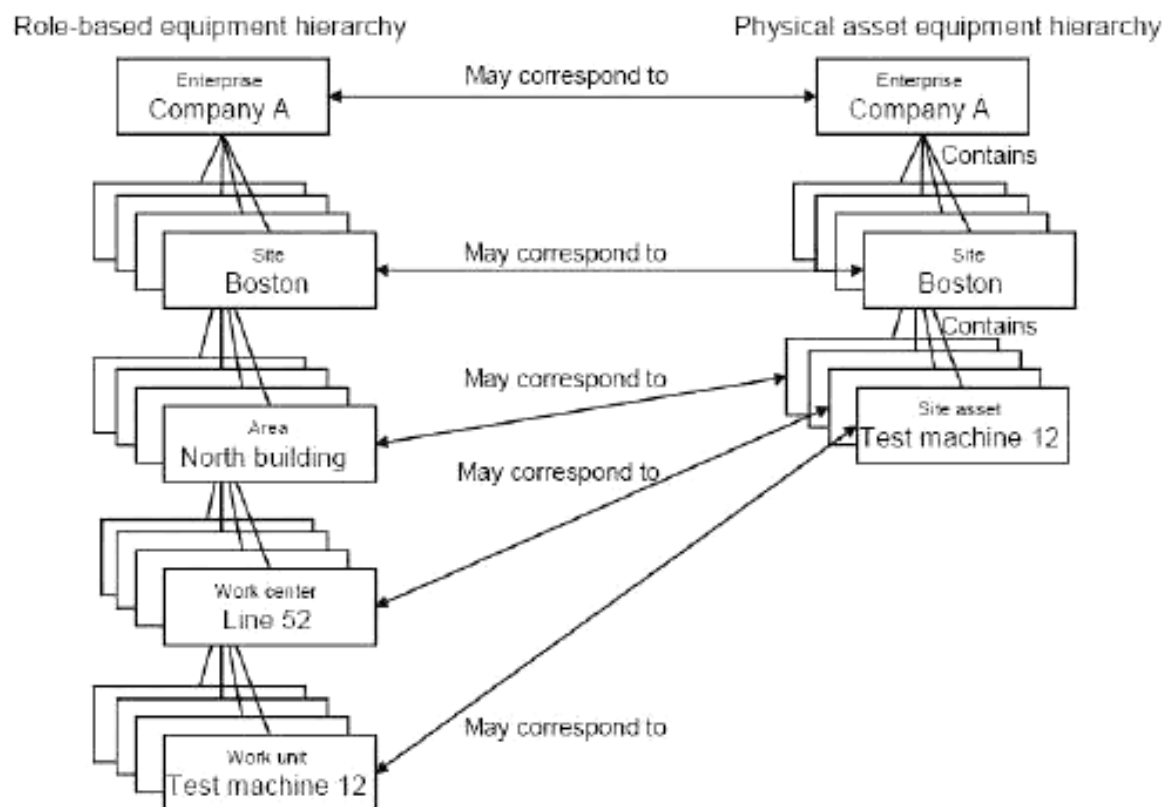 Role-based equipment hierarchy
Physical asset equipment hierarchy
Enterprise
Company A
May correspond to
Enterprise
Company A
Contains
Site
Boston
May correspond to
Site
Boston
Contains
Area
North building
May correspond to
Site asset
Test machine 12
May correspond to
Work center
Line 52
May correspond to
Work unit
Test machine 12